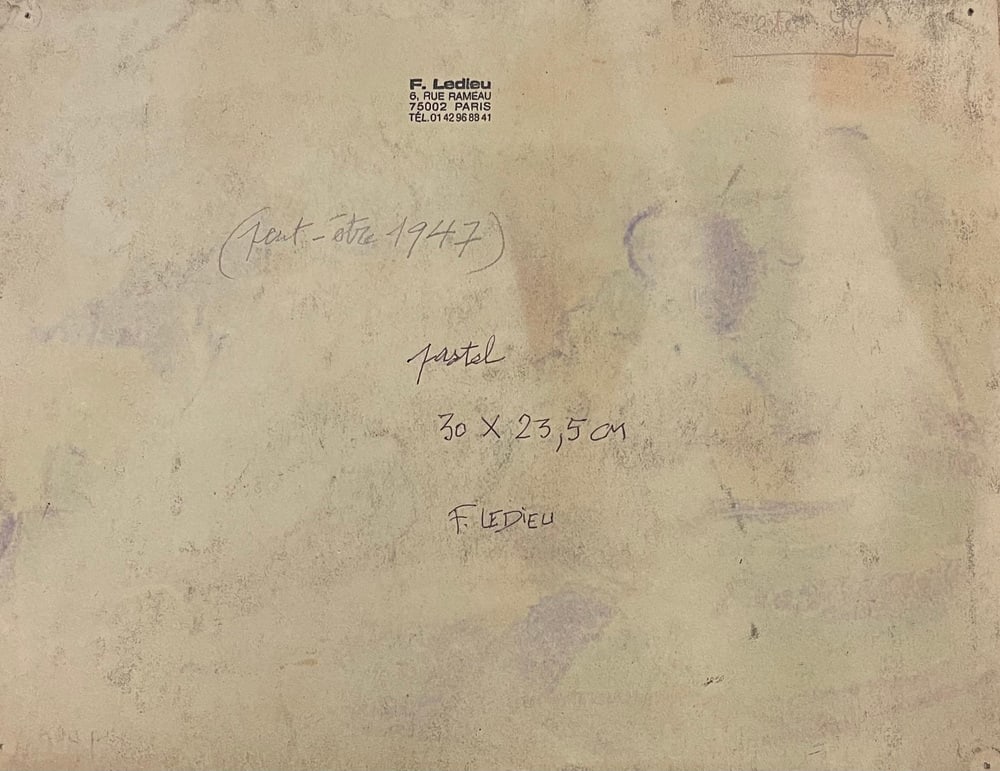 F. Ledieu
6, RUE RAMEAU
75002 PARIS
TÉL.01 42 96 88 41
(peut-être 1947)
pastel
30 X 23,5 cm
F. LEDiEU